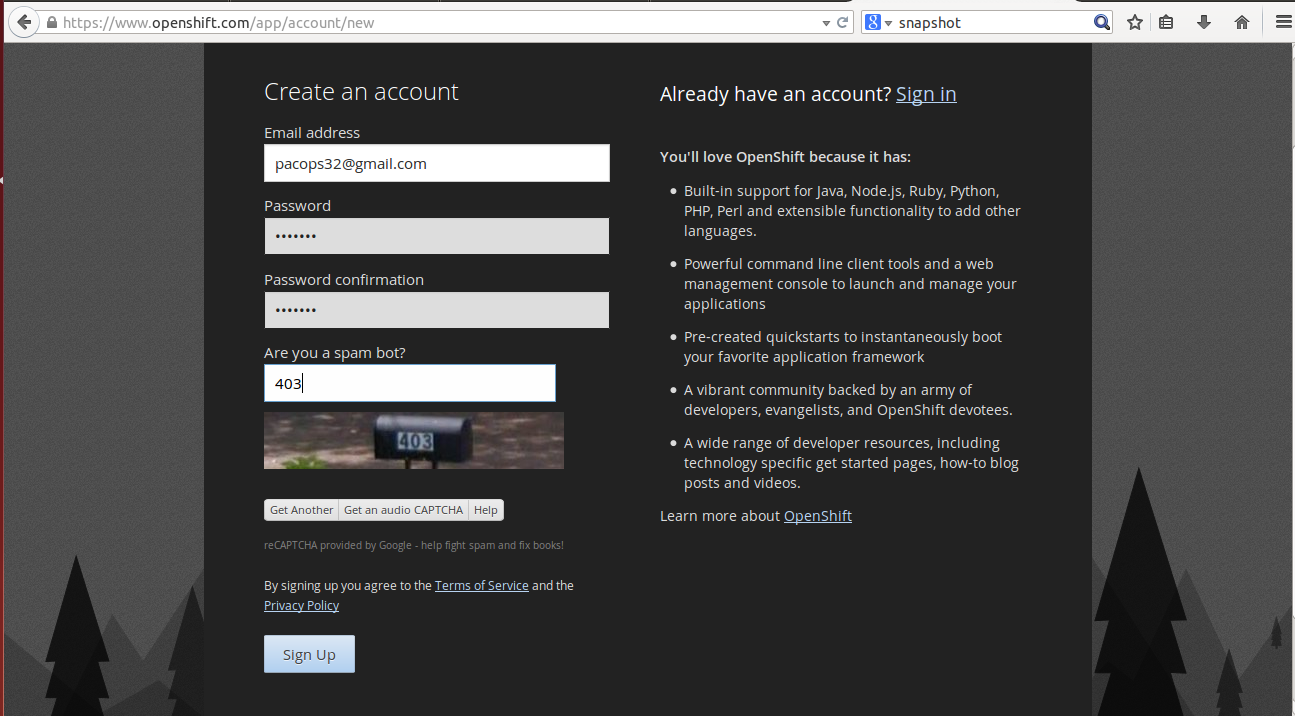 https://www.openshift.com/app/account/new
snapshot
Create an account
Email address
pacops32@gmail.com
Password
•••••••
Password confirmation
•••••••
Are you a spam bot?
403
403
Get Another
Get an audio CAPTCHA
Help
reCAPTCHA provided by Google - help fight spam and fix books!
By signing up you agree to the Terms of Service and the
Privacy Policy
Sign Up
Already have an account? Sign in
You'll love OpenShift because it has:
Built-in support for Java, Node.js, Ruby, Python,
PHP, Perl and extensible functionality to add other
languages.
Powerful command line client tools and a web
management console to launch and manage your
applications
Pre-created quickstarts to instantaneously boot
your favorite application framework
A vibrant community backed by an army of
developers, evangelists, and OpenShift devotees.
A wide range of developer resources, including
technology specific get started pages, how-to blog
posts and videos.
Learn more about OpenShift